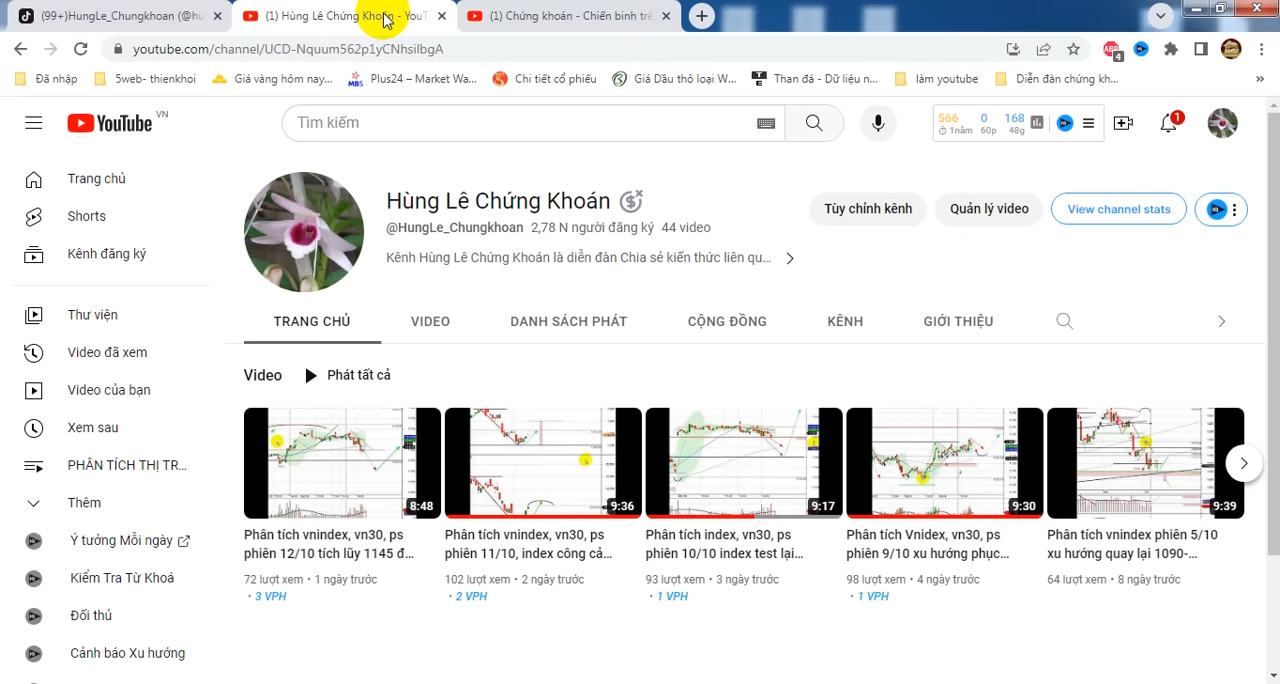 (99+)HungLe_Chungkhoan (@hu
(1) Hùng Lê Chứng Khoán - YouT
(1) Chứng khoán - Chiến binh trẻ
youtube.com/channel/UCD-Nquum562p1yCNhsilbgA
4
Đã nhập
5web- thienkhoi
Giá vàng hôm nay...
MBS
Plus24 – Market Wa...
Chi tiết cổ phiếu
Giá Dầu thô loại W...
Than đá - Dữ liệu n...
làm youtube
Diễn đàn chứng kh...
»
YouTube VN
Tìm kiếm
566 0 168
1năm 60p 48g
1
Trang chủ
Shorts
Kênh đăng ký
Thư viện
Video đã xem
Video của bạn
Xem sau
PHÂN TÍCH THỊ TR...
Thêm
Ý tưởng Mỗi ngày
Kiểm Tra Từ Khoá
Đối thủ
Cảnh báo Xu hướng
Hùng Lê Chứng Khoán
@HungLe_Chungkhoan 2,78 N người đăng ký 44 video
Kênh Hùng Lê Chứng Khoán là diễn đàn Chia sẻ kiến thức liên qu...
Tùy chỉnh kênh
Quản lý video
View channel stats
TRANG CHỦ
VIDEO
DANH SÁCH PHÁT
CỘNG ĐỒNG
KÊNH
GIỚI THIỆU
Video
Phát tất cả
8:48
Phân tích vnindex, vn30, ps
phiên 12/10 tích lũy 1145 đ...
72 lượt xem • 1 ngày trước
• 3 VPH
9:36
Phân tích vnindex, vn30, ps
phiên 11/10, index công cả...
102 lượt xem • 2 ngày trước
• 2 VPH
9:17
Phân tích index, vn30, ps
phiên 10/10 index test lại...
93 lượt xem • 3 ngày trước
• 1 VPH
9:30
Phân tích Vnidex, vn30, ps
phiên 9/10 xu hướng phục...
98 lượt xem • 4 ngày trước
• 1 VPH
9:39
Phân tích vnindex phiên 5/10
xu hướng quay lại 1090-...
64 lượt xem • 8 ngày trước